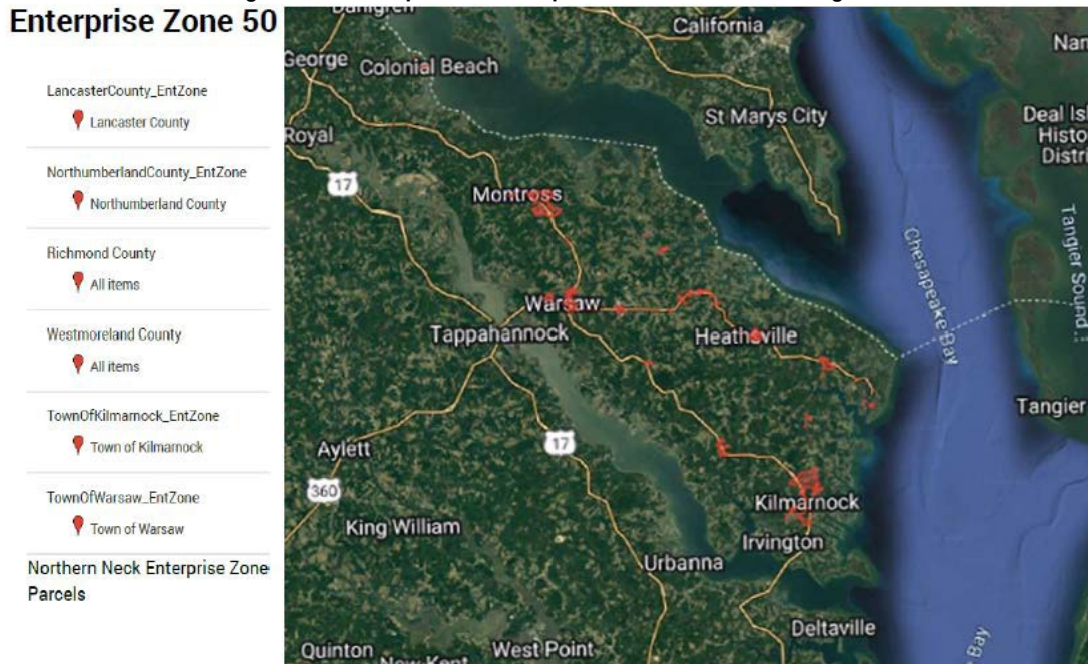 Enterprise Zone 50
LancasterCounty_EntZone
Lancaster County
NorthumberlandCounty_EntZone
Northumberland County
Richmond County
All items
Westmoreland County
All items
TownOfKilmarnock_EntZone
Town of Kilmarnock
TownOfWarsaw_EntZone
Town of Warsaw
Northern Neck Enterprise Zone
Parcels
California
George
Colonial Beach
Nan
St Marys City
Deal Isl
Histo
Distri
Royal
17
Montross
Tangier Sound
Chesapeake Bay
Warsaw
Tappahannock
Heathsville
Tangier
Aylett
17
360
Kilmarnock
King William
Irvington
Urbanna
Deltaville
Quinton
West Point
Bay